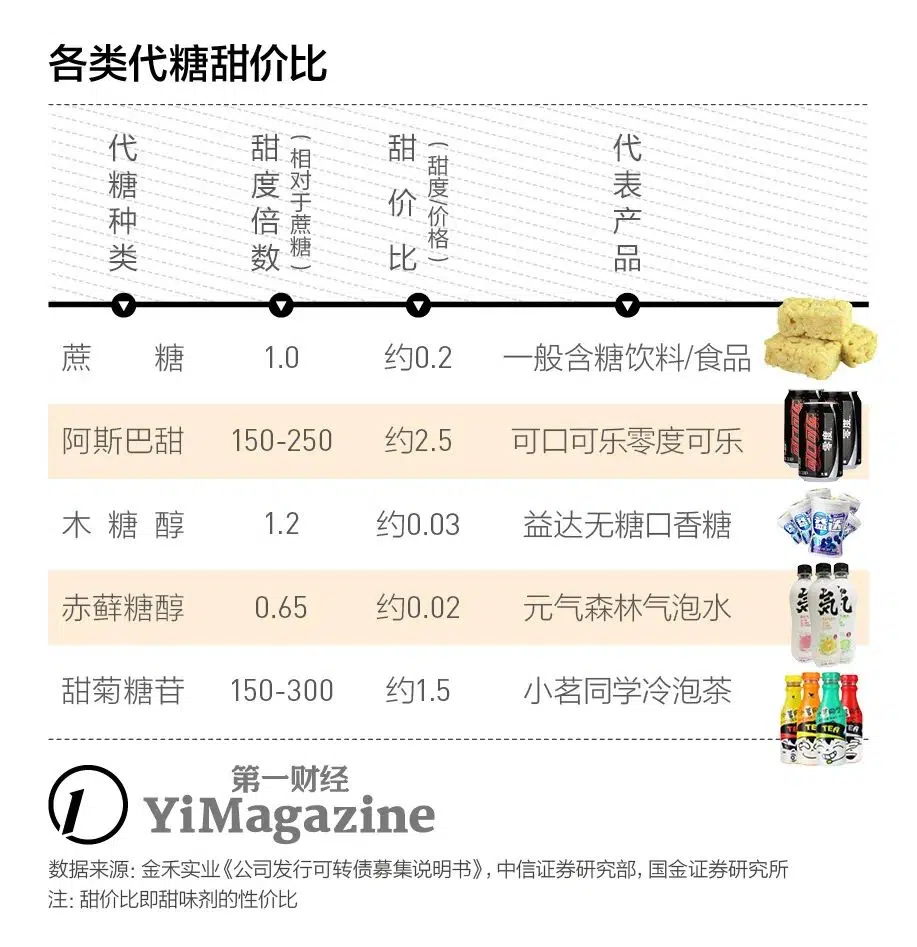 各类代糖甜价比
代糖种类 甜度倍数(相对于蔗糖) 甜价比(甜度/价格) 代表产品
蔗糖 1.0 约0.2 一般含糖饮料/食品
阿斯巴甜 150-250 约2.5 可口可乐零度可乐
零度
木糖醇 1.2 约0.03 益达无糖口香糖
益达
赤藓糖醇 0.65 约0.02 元气森林气泡水
気
甜菊糖苷 150-300 约1.5 小茗同学冷泡茶
TEA
第一财经
YiMagazine
数据来源: 金禾实业《公司发行可转债募集说明书》, 中信证券研究部, 国金证券研究所
注: 甜价比即甜味剂的性价比